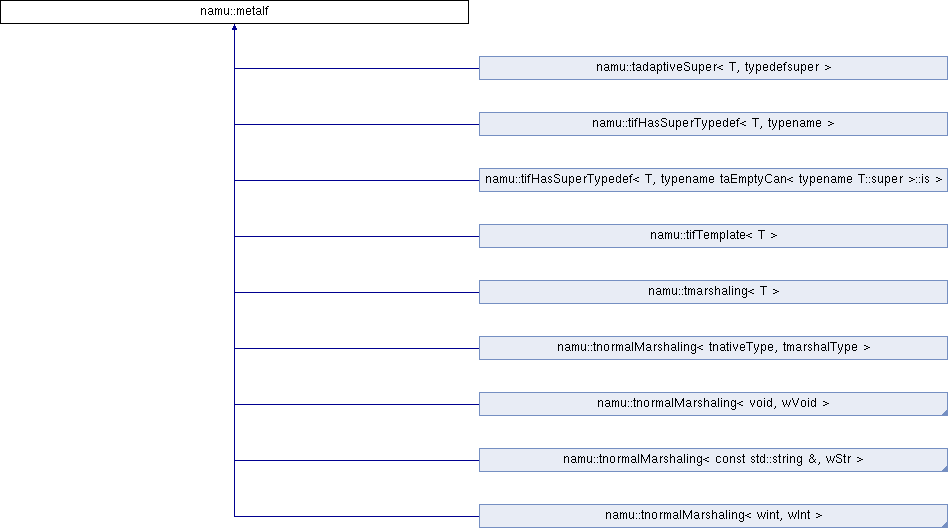 namu::metaIf
namu::tadaptiveSuper< T, typedefsuper >
namu::tifHasSuperTypedef< T, typename >
namu::tifHasSuperTypedef< T, typename taEmptyCan< typename T::super >::is >
namu::tifTemplate< T >
namu::tmarshaling< T >
namu::tnormalMarshaling< tnativeType, tmarshalType >
namu::tnormalMarshaling< void, wVoid >
namu::tnormalMarshaling< const std::string &, wStr >
namu::tnormalMarshaling< wint, wInt >